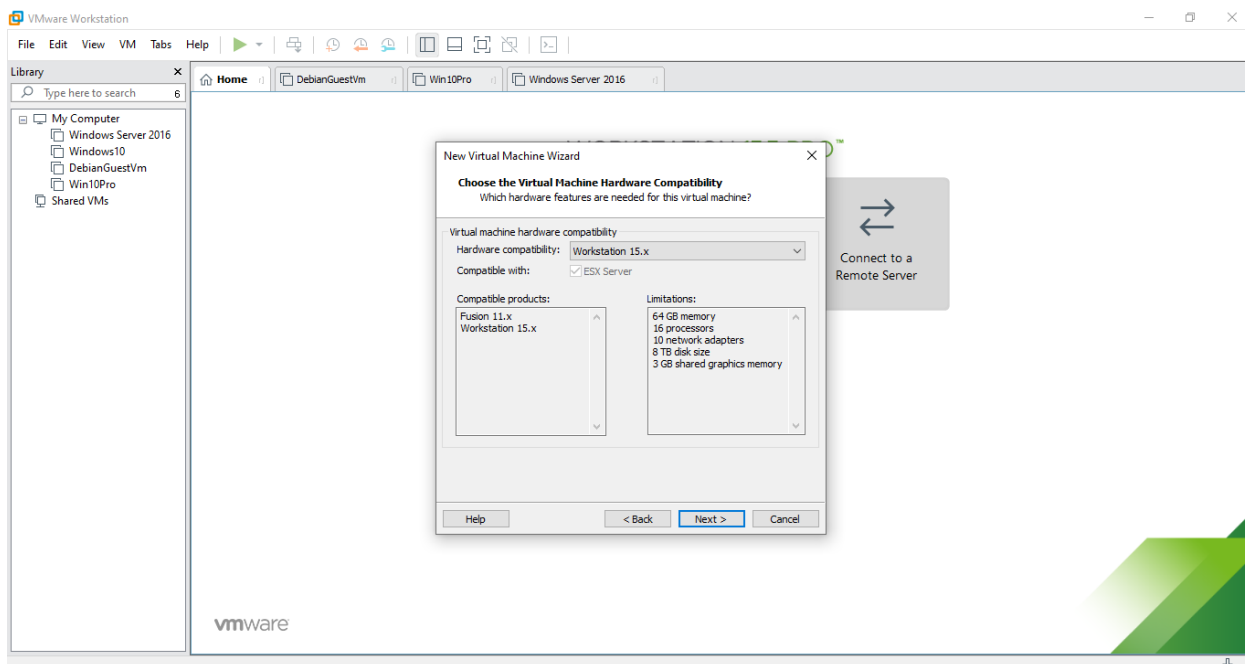 VMware Workstation
File Edit View VM Tabs Help
Library
Type here to search
6
My Computer
Windows Server 2016
Windows10
DebianGuestVm
Win10Pro
Shared VMs
Home
DebianGuestVm
Win10Pro
Windows Server 2016
New Virtual Machine Wizard
Choose the Virtual Machine Hardware Compatibility
Which hardware features are needed for this virtual machine?
Virtual machine hardware compatibility
Hardware compatibility: Workstation 15.x
Compatible with: ESX Server
Compatible products:
Fusion 11.x
Workstation 15.x
Limitations:
64 GB memory
16 processors
10 network adapters
8 TB disk size
3 GB shared graphics memory
Help < Back Next > Cancel
Connect to a
Remote Server
vmware